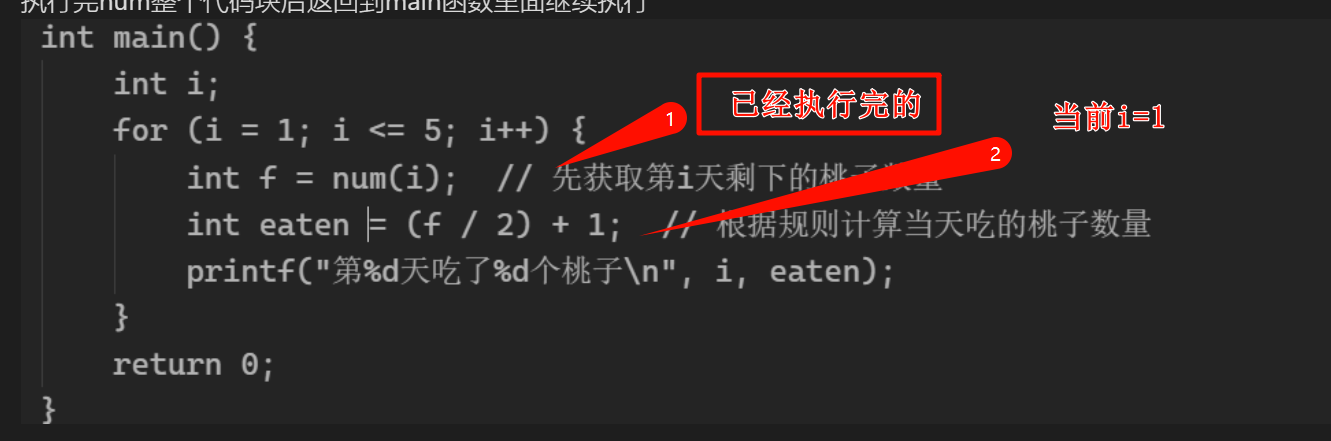 执行完num整个代码块后返回到main函数里面继续执行
int main() {
int i;
for (i = 1; i <= 5; i++) {
int f = num(i);  // 先获取第i天剩下的桃子数量
int eaten = (f / 2) + 1;  // 根据规则计算当天吃的桃子数量
printf("第%d天吃了%d个桃子\n", i, eaten);
}
return 0;
}
1
已经执行完的
当前i=1
2